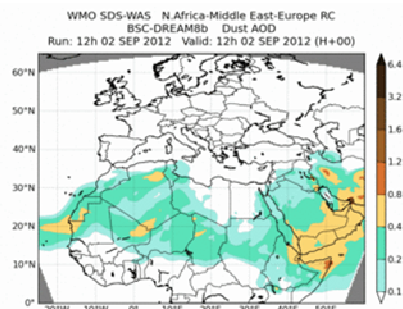 WMO SDS-WAS N.Africa-Middle East-Europe RC
BSC-DREAM8b Dust AOD
Run: 12h 02 SEP 2012 Valid: 12h 02 SEP 2012 (H+00)
60°N
50°N
40°N
30°N
20°N
10°N
0°
6.4
3.2
1.6
1.2
0.8
0.4
0.2
0.1